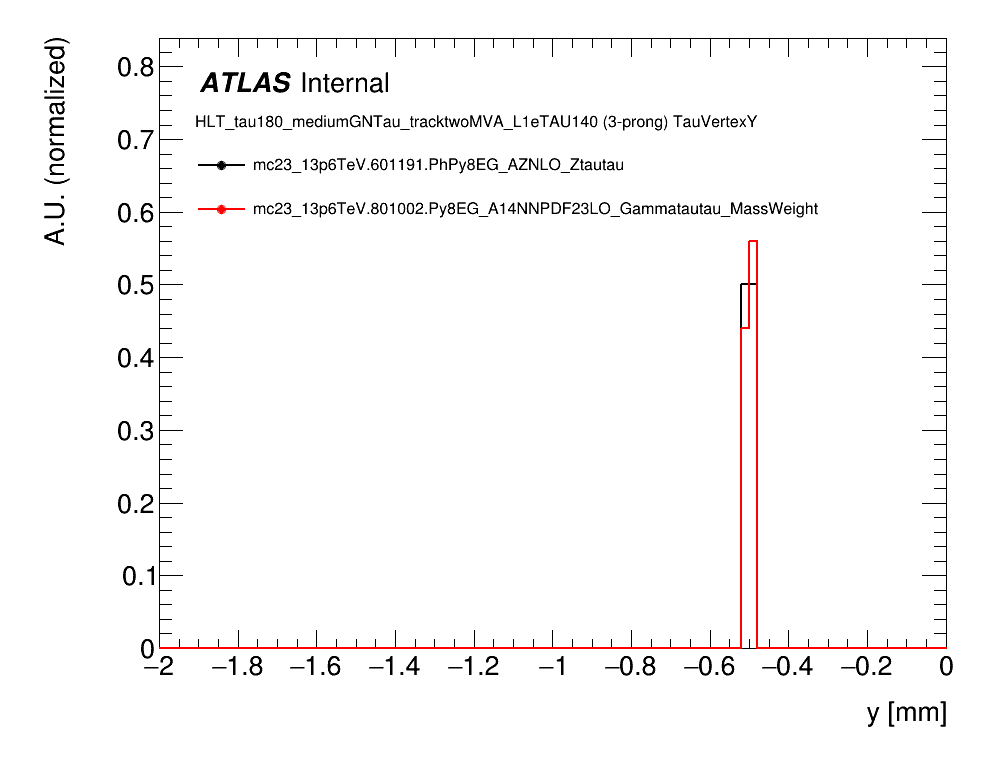 A.U. (normalized)
ATLAS Internal
HLT_tau180_mediumGNTau_tracktwoMVA_L1eTAU140 (3-prong) TauVertexY
mc23_13p6TeV.601191.PhPy8EG_AZNLO_Ztautau
mc23_13p6TeV.801002.Py8EG_A14NNPDF23LO_Gammatautau_MassWeight
0.8
0.7
0.6
0.5
0.4
0.3
0.2
0.1
0
−2 −1.8 −1.6 −1.4 −1.2 −1 −0.8 −0.6 −0.4 −0.2 0
y [mm]